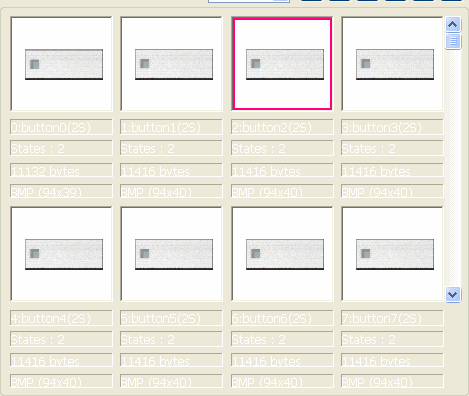 0:button0(2S) 1:button1(2S) 2:button2(2S) 3:button3(2S)
States : 2 States : 2 States : 2 States : 2
11132 bytes 11416 bytes 11416 bytes 11416 bytes
BMP (94x39) BMP (94x40) BMP (94x40) BMP (94x40)
4:button4(2S) 5:button5(2S) 6:button6(2S) 7:button7(2S)
States : 2 States : 2 States : 2 States : 2
11416 bytes 11416 bytes 11416 bytes 11416 bytes
BMP (94x40) BMP (94x40) BMP (94x40) BMP (94x40)